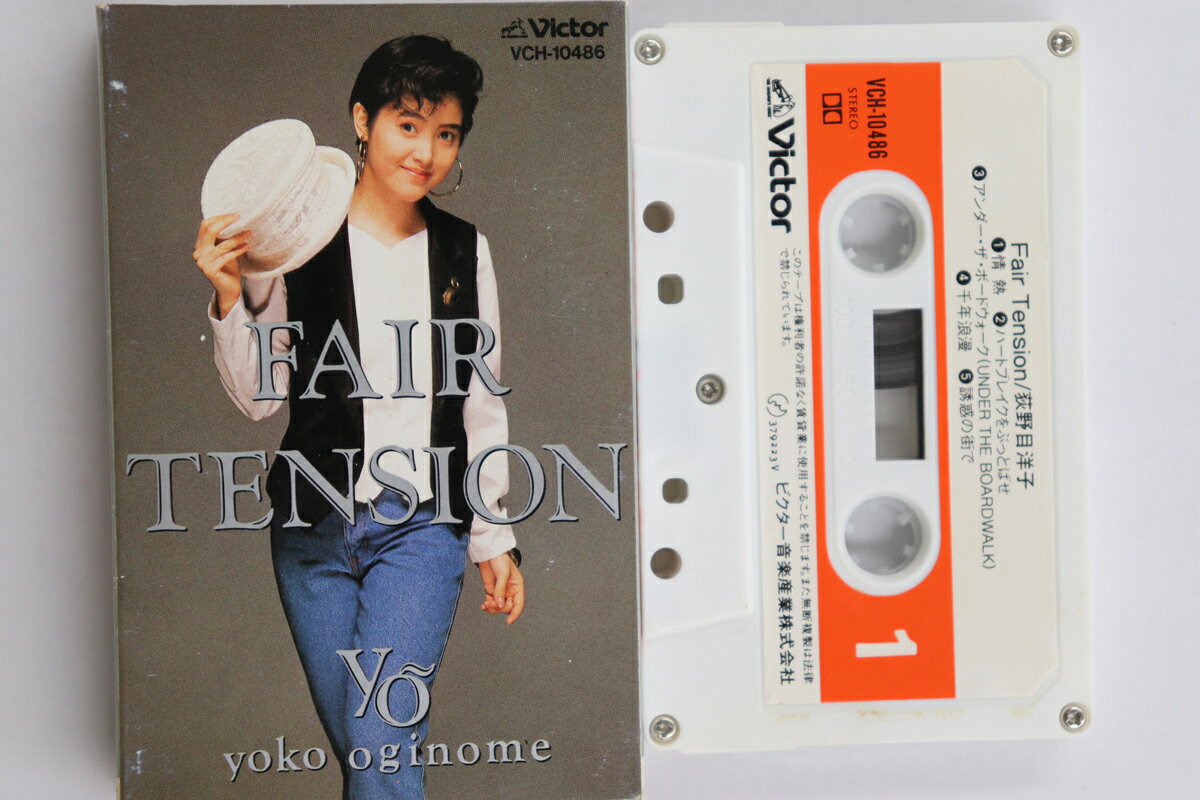 Victor
VCH-10486
FAIR
TENSION
Yō
yoko oginome
Fair Tension/荻野目洋子
❶情 熱 ❷ハートブレイクをぶっとばせ
❸アンダー・ザ・ボードウォーク(UNDER THE BOARDWALK)
❹千年浪漫 ❺誘惑の街で
VCH-10486
STEREO
1
100 50 0
Victor
このテープは権利者の許諾なく賃貸業に使用することを禁じます。また無断複製は法律
で禁じられています。
379223V ビクター音楽産業株式会社